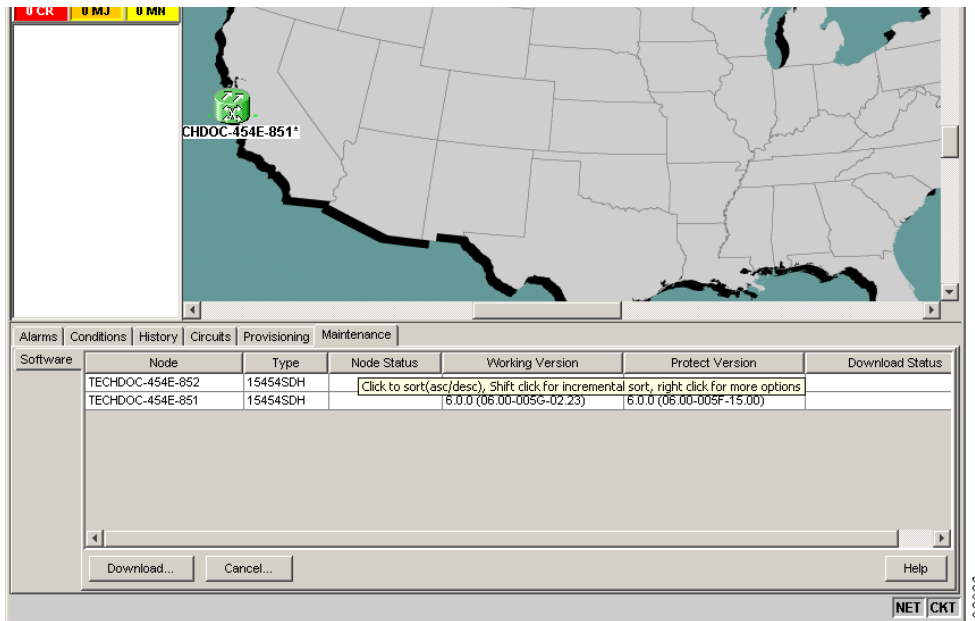 0 CR 0 MJ 0 MN
CHDOC-454E-851*
Alarms Conditions History Circuits Provisioning Maintenance
Software Node Type Node Status Working Version Protect Version Download Status
TECHDOC-454E-852 15454SDH
Click to sort(asc/desc), Shift click for incremental sort, right click for more options
TECHDOC-454E-851 15454SDH 6.0.0 (06.00-005G-02.23) 6.0.0 (06.00-005F-15.00)
Download... Cancel... Help
NET CKT